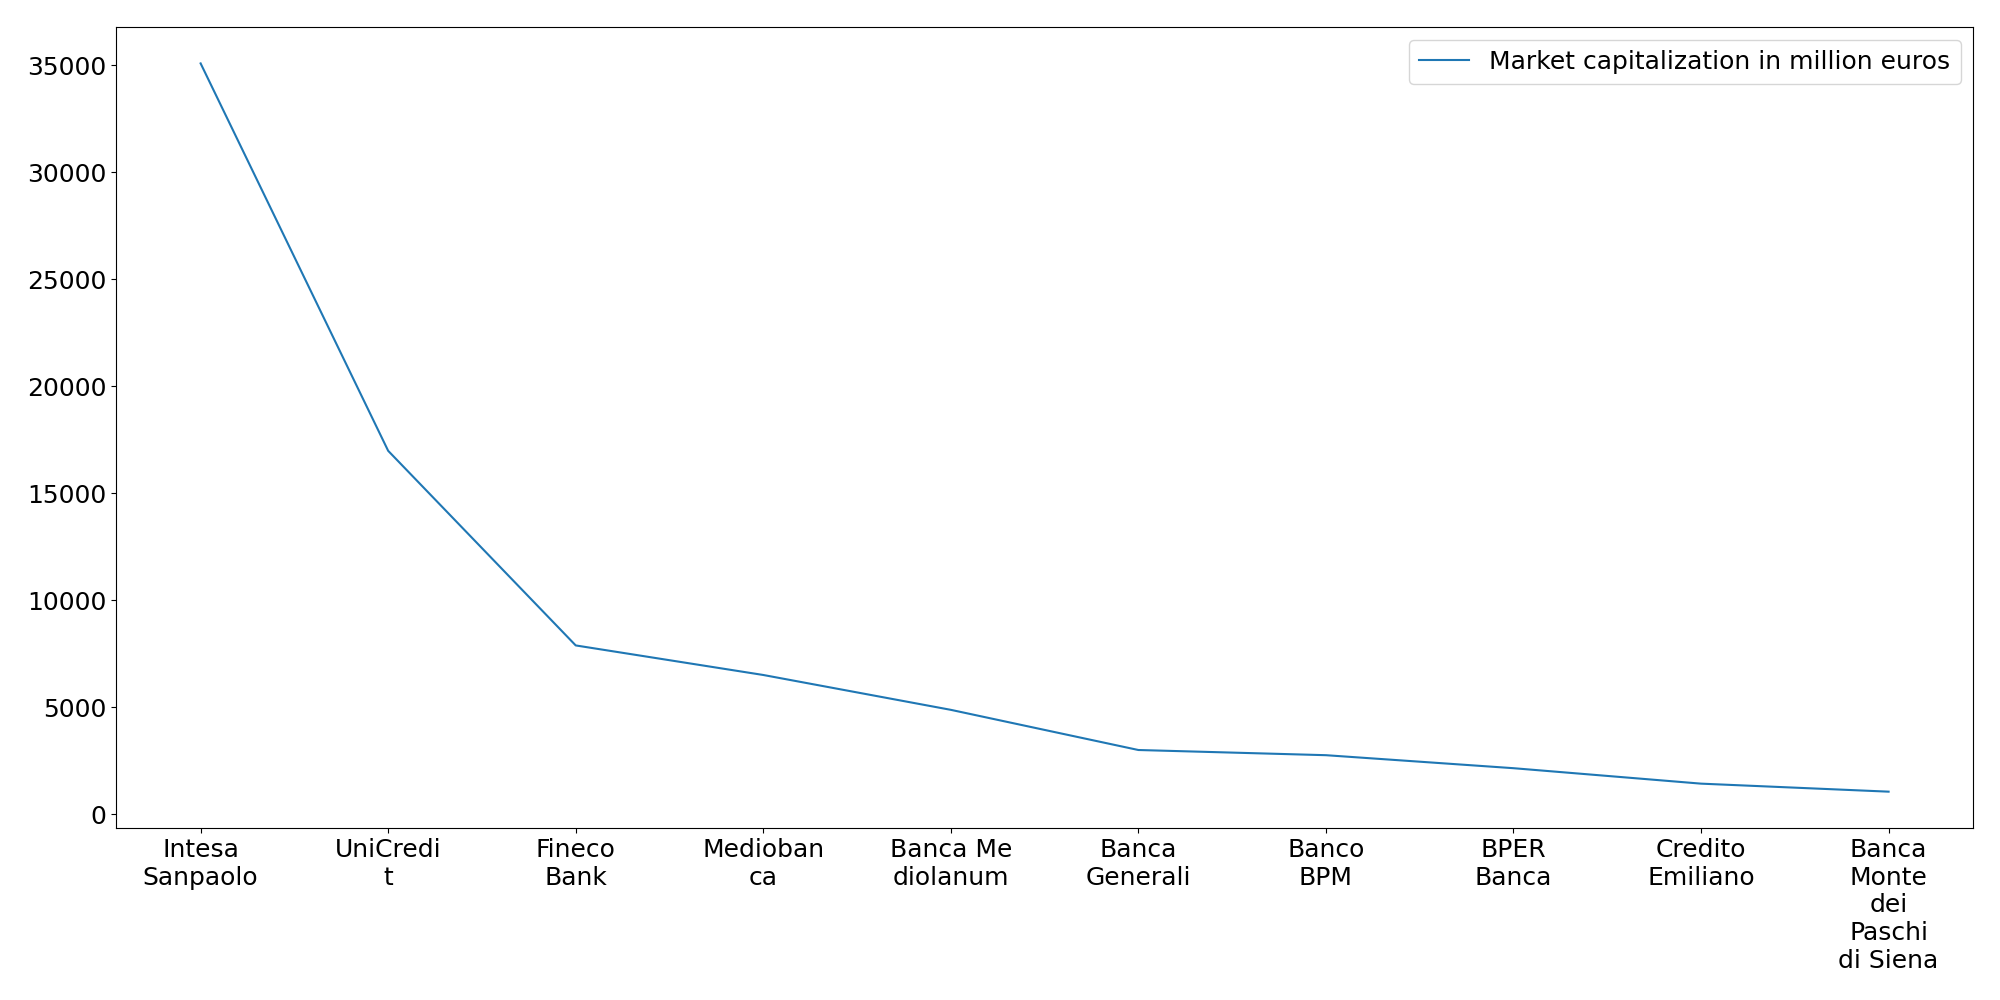 Market capitalization in million euros
35000
30000
25000
20000
15000
10000
5000
0
Intesa
Sanpaolo
UniCredi
t
Fineco
Bank
Medioban
ca
Banca Me
diolanum
Banca
Generali
Banco
BPM
BPER
Banca
Credito
Emiliano
Banca
Monte
dei
Paschi
di Siena